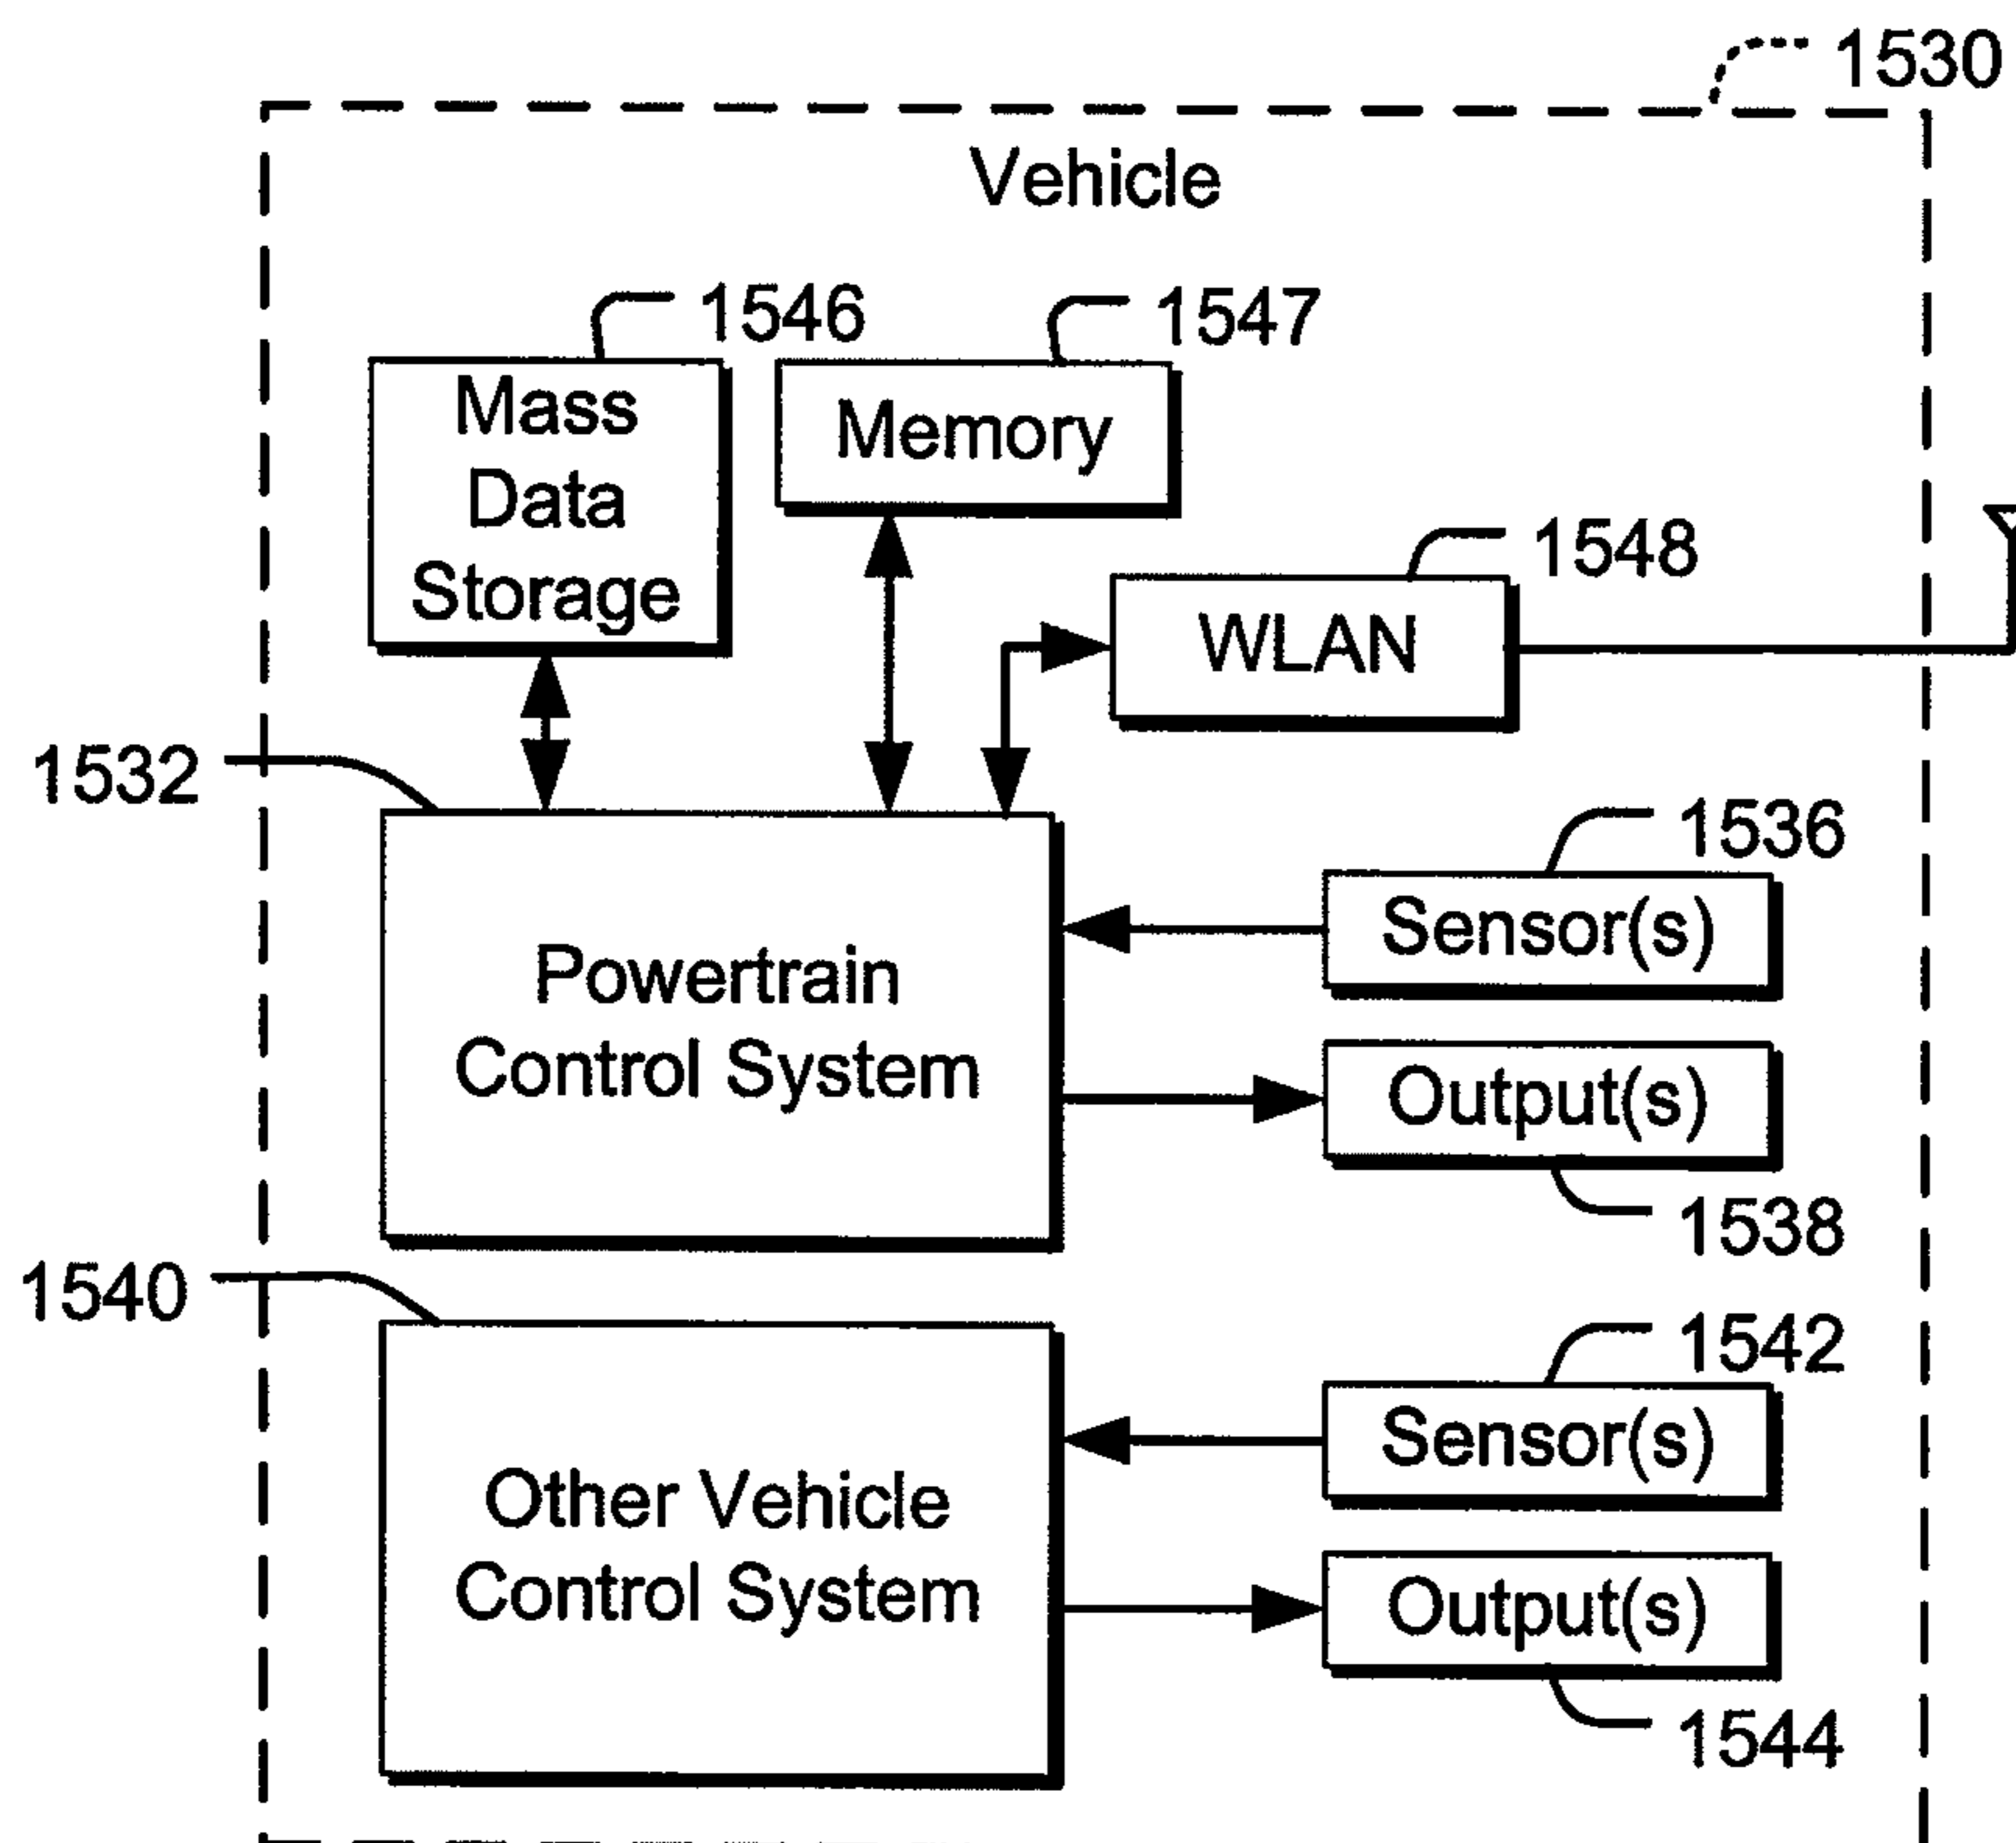 1530
Vehicle
1546
1547
Mass
Data
Storage
Memory
1548
WLAN
1532
1536
Sensor(s)
Powertrain
Control System
Output(s)
1538
1540
1542
Sensor(s)
Other Vehicle
Control System
Output(s)
1544